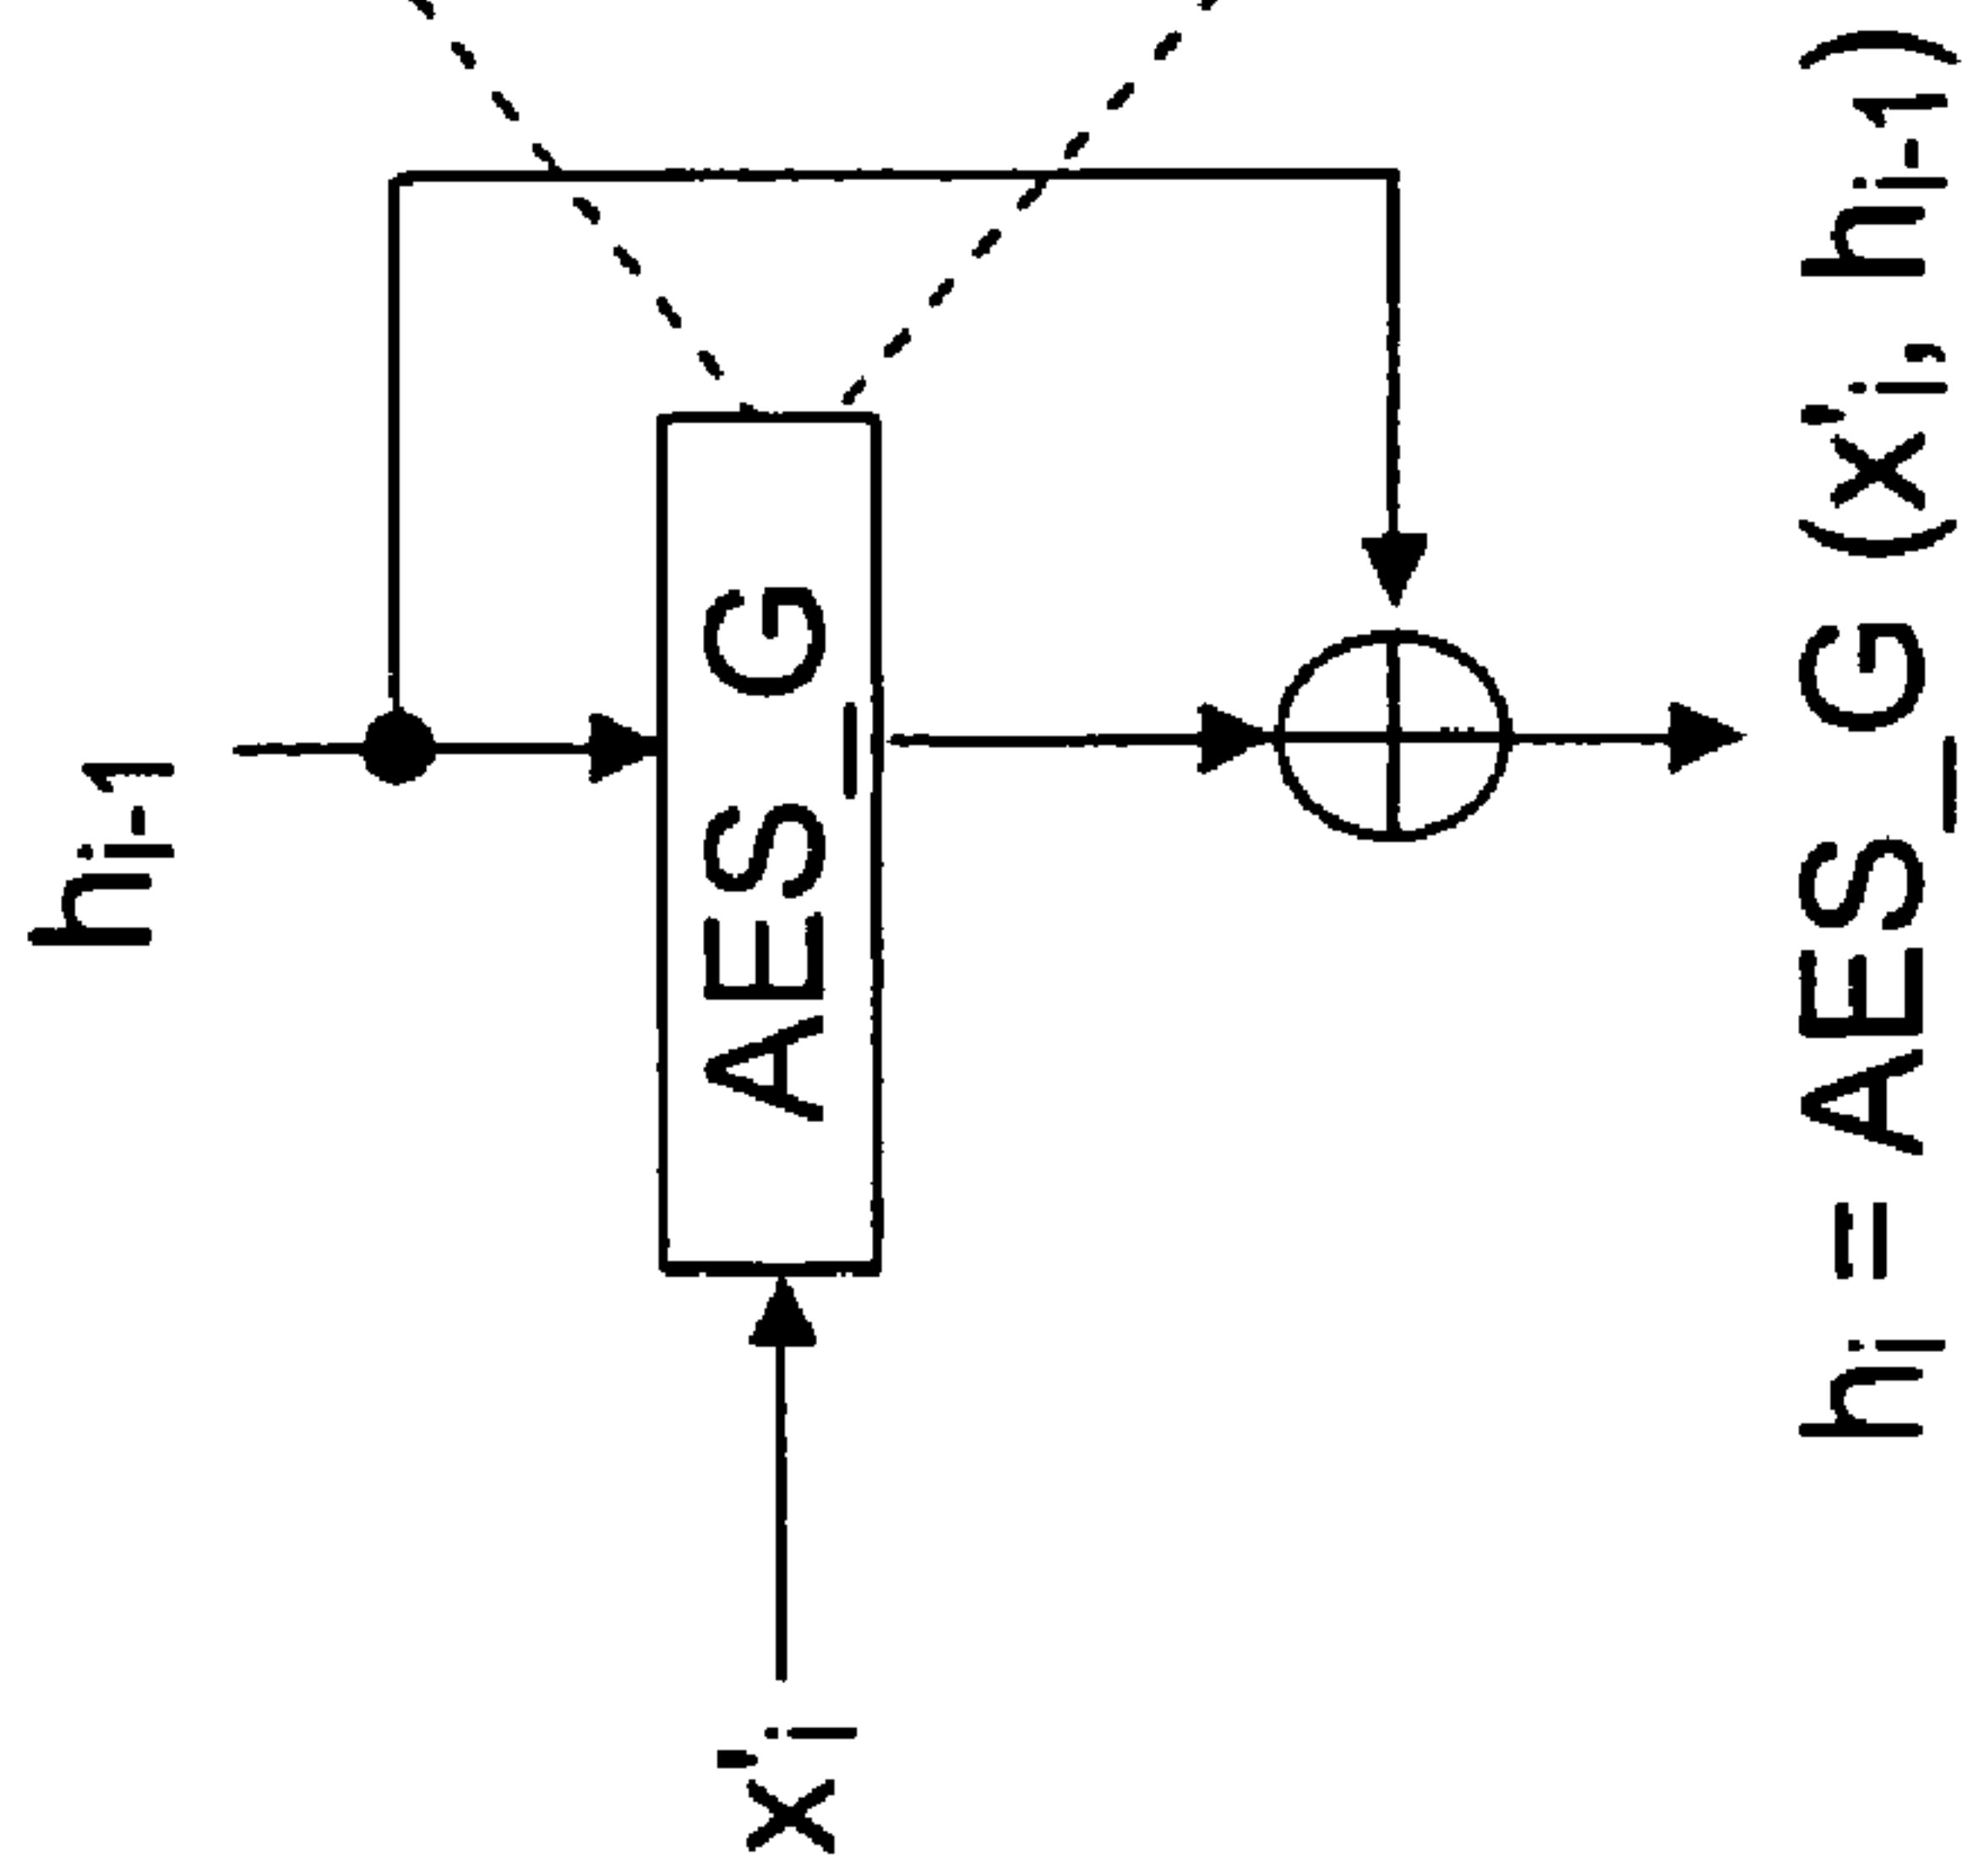 hi-1
x'i
AES_G
hi = AES_G (x'i, hi-1)